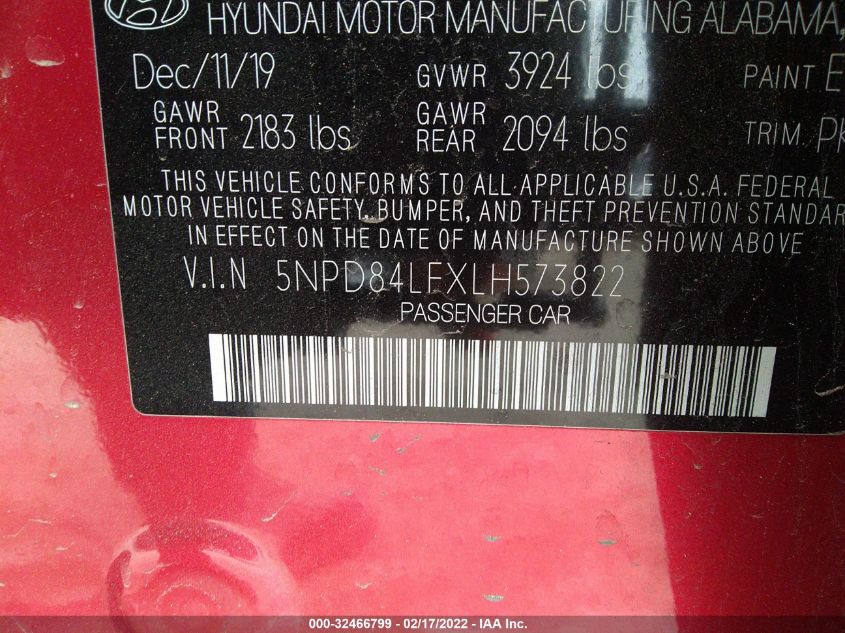 HYUNDAI MOTOR MANUFACTURING ALABAMA,
Dec/11/19 GVWR 3924 lbs PAINT E
GAWR FRONT 2183 lbs GAWR REAR 2094 lbs TRIM
THIS VEHICLE CONFORMS TO ALL APPLICABLE U.S.A. FEDERAL
MOTOR VEHICLE SAFETY, BUMPER, AND THEFT PREVENTION STANDAR
IN EFFECT ON THE DATE OF MANUFACTURE SHOWN ABOVE
V.I.N 5NPD84LFXLH573822
PASSENGER CAR
000-32466799 - 02/17/2022 - IAA Inc.